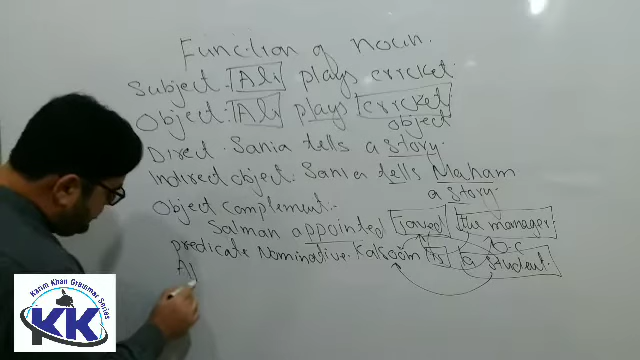 Function of noun.
Subject. Ali plays cricket.
Object. Ali plays cricket
object
Direct. Sania tells a story.
Indirect object. Sania tells Maham
a story.
Object complement:-
Salman appointed Javed the manager
O.C
predicate Nominative. Kalsoom is a student.
Al
Karim Khan Grammar Series
KK